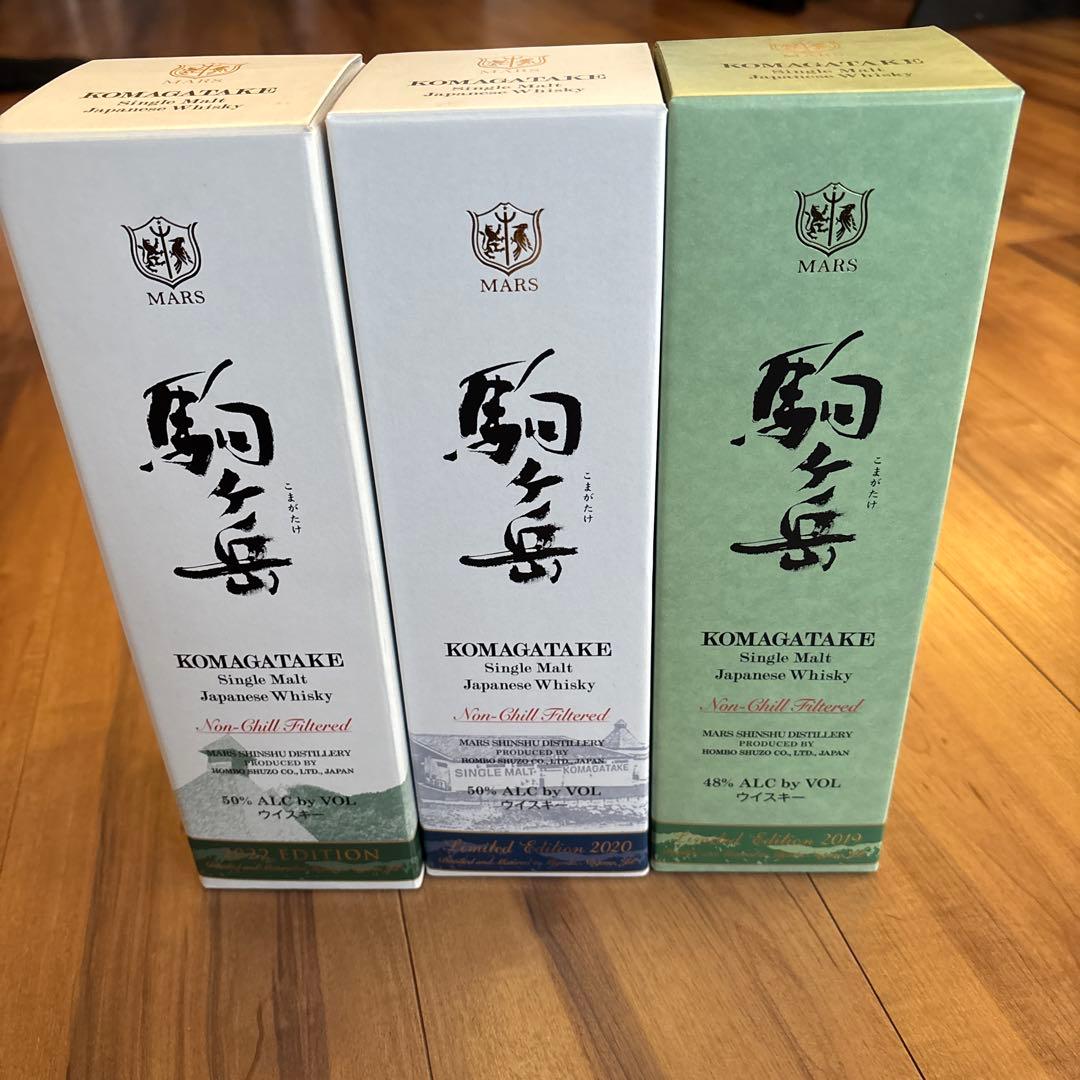 MARS
KOMAGATAKE
Single Malt
Japanese Whisky
MARS
駒ヶ岳
こまがたけ
KOMAGATAKE
Single Malt
Japanese Whisky
Non-Chill Filtered
MARS SHINSHU DISTILLERY
PRODUCED BY
HOMBO SHUZO CO., LTD., JAPAN
50% ALC by VOL
ウイスキー
2022 EDITION
MARS
KOMAGATAKE
Single Malt
Japanese Whisky
MARS
駒ヶ岳
こまがたけ
KOMAGATAKE
Single Malt
Japanese Whisky
Non-Chill Filtered
MARS SHINSHU DISTILLERY
PRODUCED BY
HOMBO SHUZO CO., LTD., JAPAN
SINGLE MALT KOMAGATAKE
50% ALC by VOL
ウイスキー
Limited Edition 2020
Distilled and Matured
MARS
KOMAGATAKE
Single Malt
Japanese Whisky
MARS
駒ヶ岳
こまがたけ
KOMAGATAKE
Single Malt
Japanese Whisky
Non-Chill Filtered
MARS SHINSHU DISTILLERY
PRODUCED BY
HOMBO SHUZO CO., LTD., JAPAN
48% ALC by VOL
ウイスキー
Limited Edition 2019